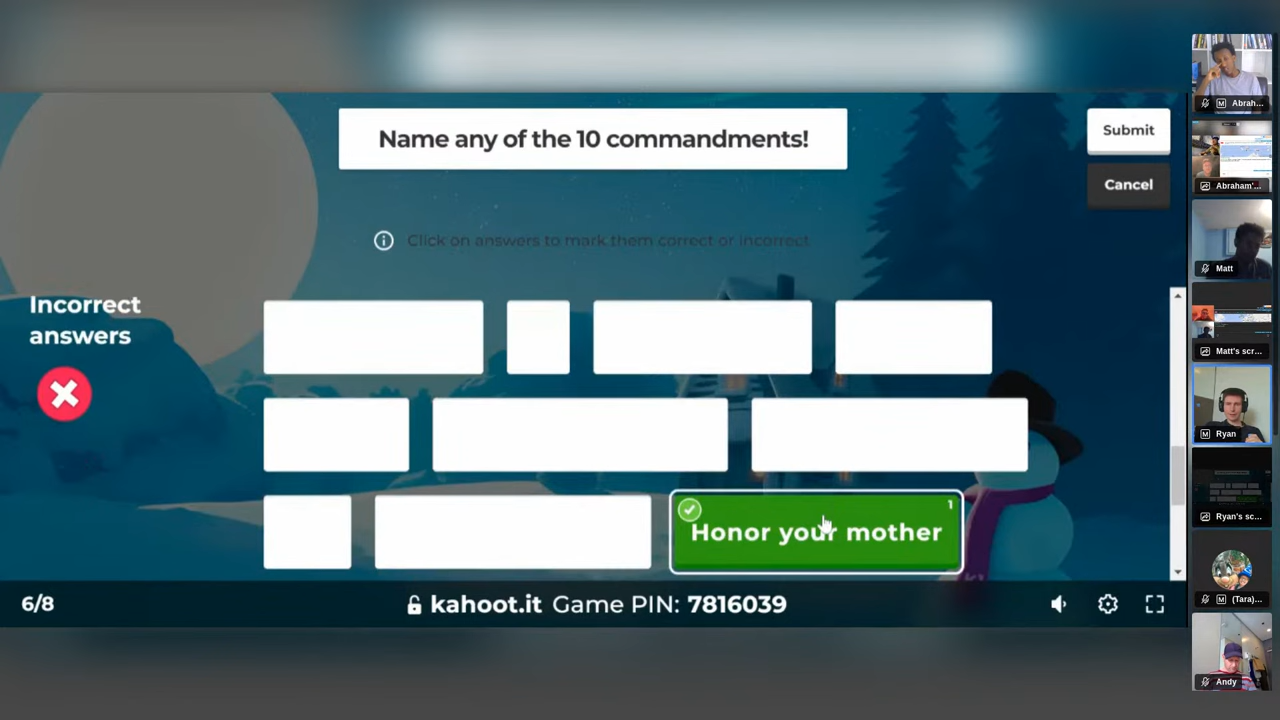 Name any of the 10 commandments!
Submit
Cancel
Click on answers to mark them correct or incorrect
Incorrect
answers
1
Honor your mother
6/8
kahoot.it Game PIN: 7816039
Abrah...
Abraham'...
Matt
Matt's scr...
Ryan
Ryan's sc...
(Tara)...
Andy